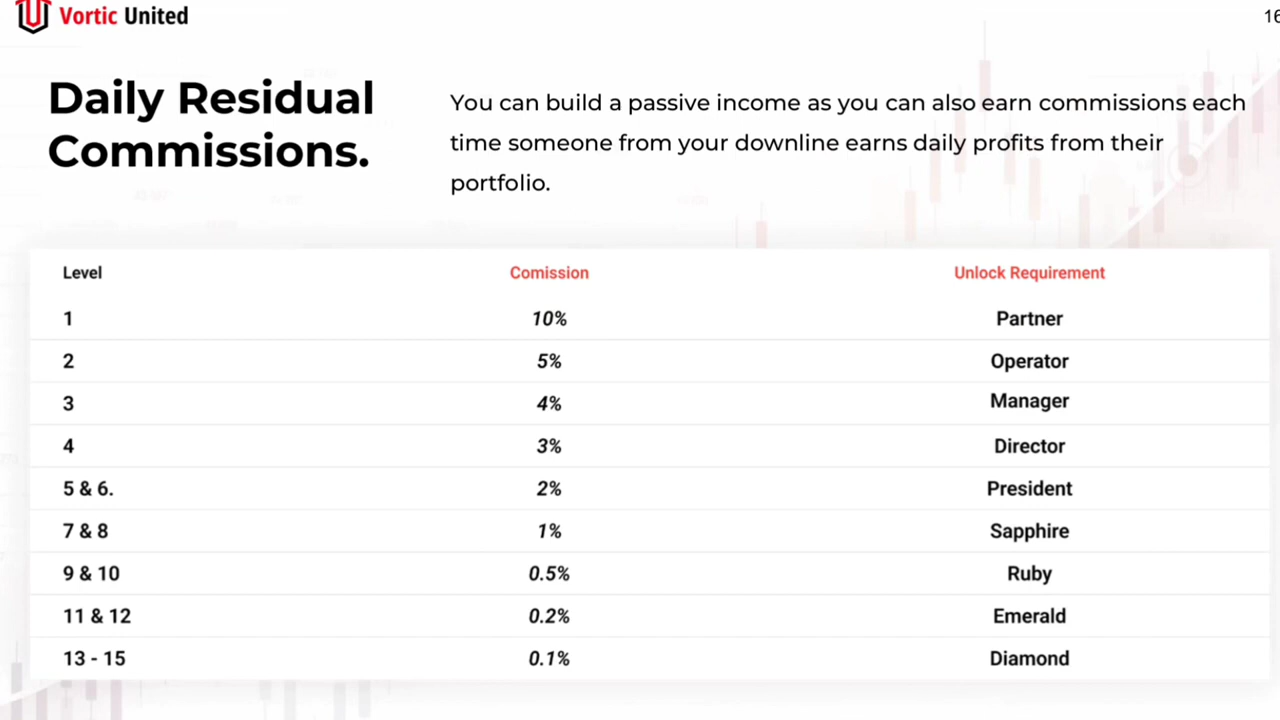 Vortic United
16
Daily Residual
Commissions.
You can build a passive income as you can also earn commissions each
time someone from your downline earns daily profits from their
portfolio.
Level Comission Unlock Requirement
1 10% Partner
2 5% Operator
3 4% Manager
4 3% Director
5 & 6. 2% President
7 & 8 1% Sapphire
9 & 10 0.5% Ruby
11 & 12 0.2% Emerald
13 - 15 0.1% Diamond